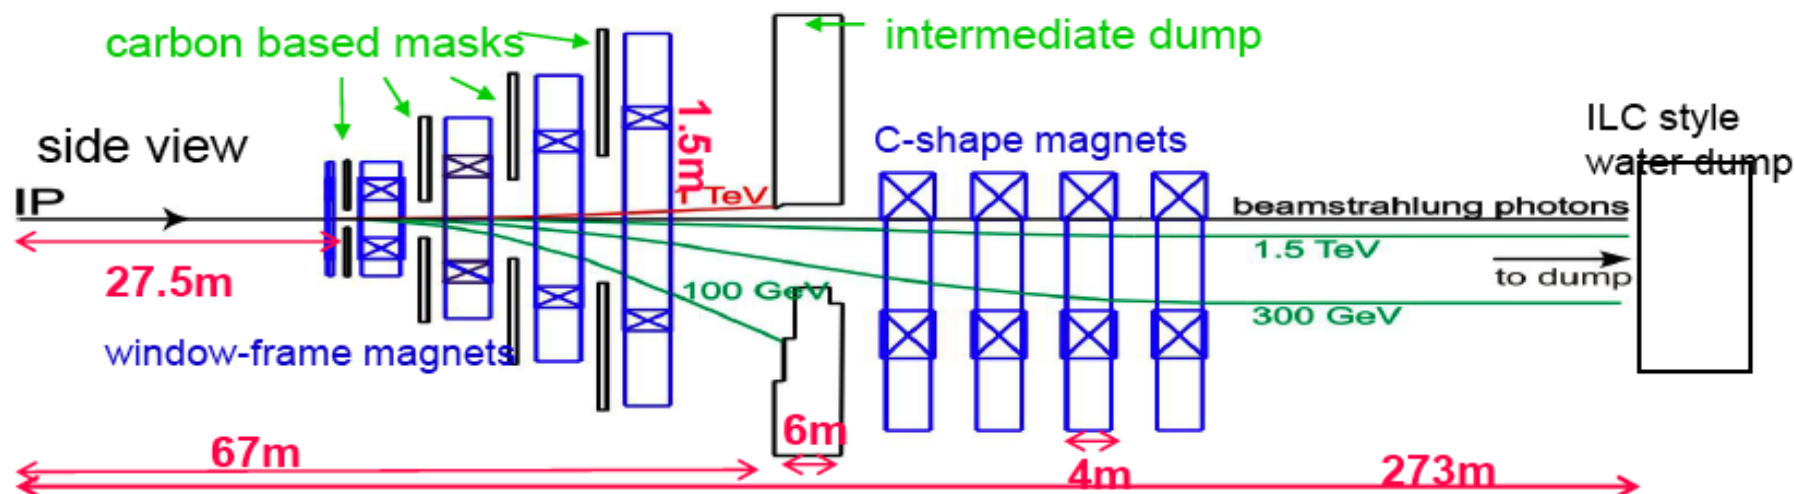 carbon based masks
intermediate dump
side view
1.5m
C-shape magnets
ILC style
water dump
IP
1 TeV
beamstrahlung photons
1.5 TeV
to dump
27.5m
100 GeV
300 GeV
window-frame magnets
67m
6m
4m
273m